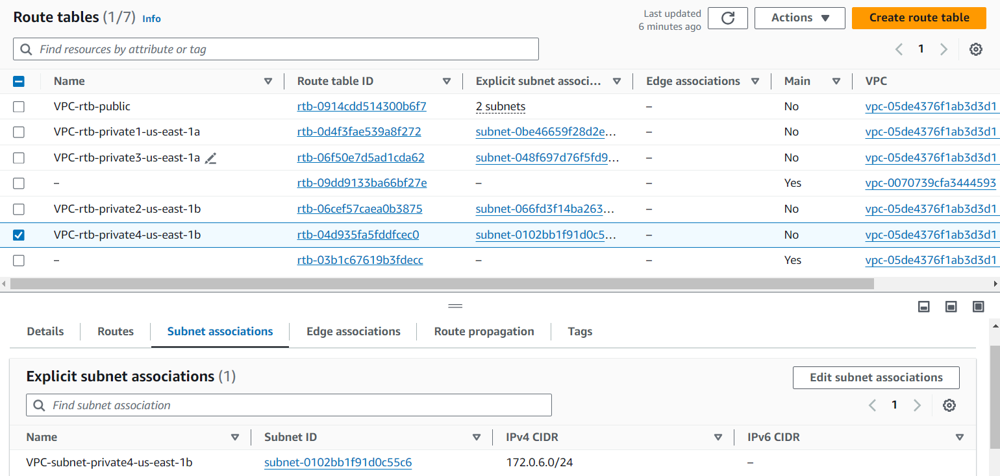 Route tables (1/7) Info
Last updated
6 minutes ago
Actions
Create route table
Find resources by attribute or tag
1
Name Route table ID Explicit subnet associ... Edge associations Main VPC
VPC-rtb-public rtb-0914cdd514300b6f7 2 subnets – No vpc-05de4376f1ab3d3d1
VPC-rtb-private1-us-east-1a rtb-0d4f3fae539a8f272 subnet-0be46659f28d2e... – No vpc-05de4376f1ab3d3d1
VPC-rtb-private3-us-east-1a rtb-06f50e7d5ad1cda62 subnet-048f697d76f5fd9... – No vpc-05de4376f1ab3d3d1
– rtb-09dd9133ba66bf27e – – Yes vpc-0070739cfa3444593
VPC-rtb-private2-us-east-1b rtb-06cef57caea0b3875 subnet-066fd3f14ba263... – No vpc-05de4376f1ab3d3d1
VPC-rtb-private4-us-east-1b rtb-04d935fa5fddfcec0 subnet-0102bb1f91d0c5... – No vpc-05de4376f1ab3d3d1
– rtb-03b1c67619b3fdecc – – Yes vpc-05de4376f1ab3d3d1
Details Routes Subnet associations Edge associations Route propagation Tags
Explicit subnet associations (1)
Edit subnet associations
Find subnet association
1
Name Subnet ID IPv4 CIDR IPv6 CIDR
VPC-subnet-private4-us-east-1b subnet-0102bb1f91d0c55c6 172.0.6.0/24 –